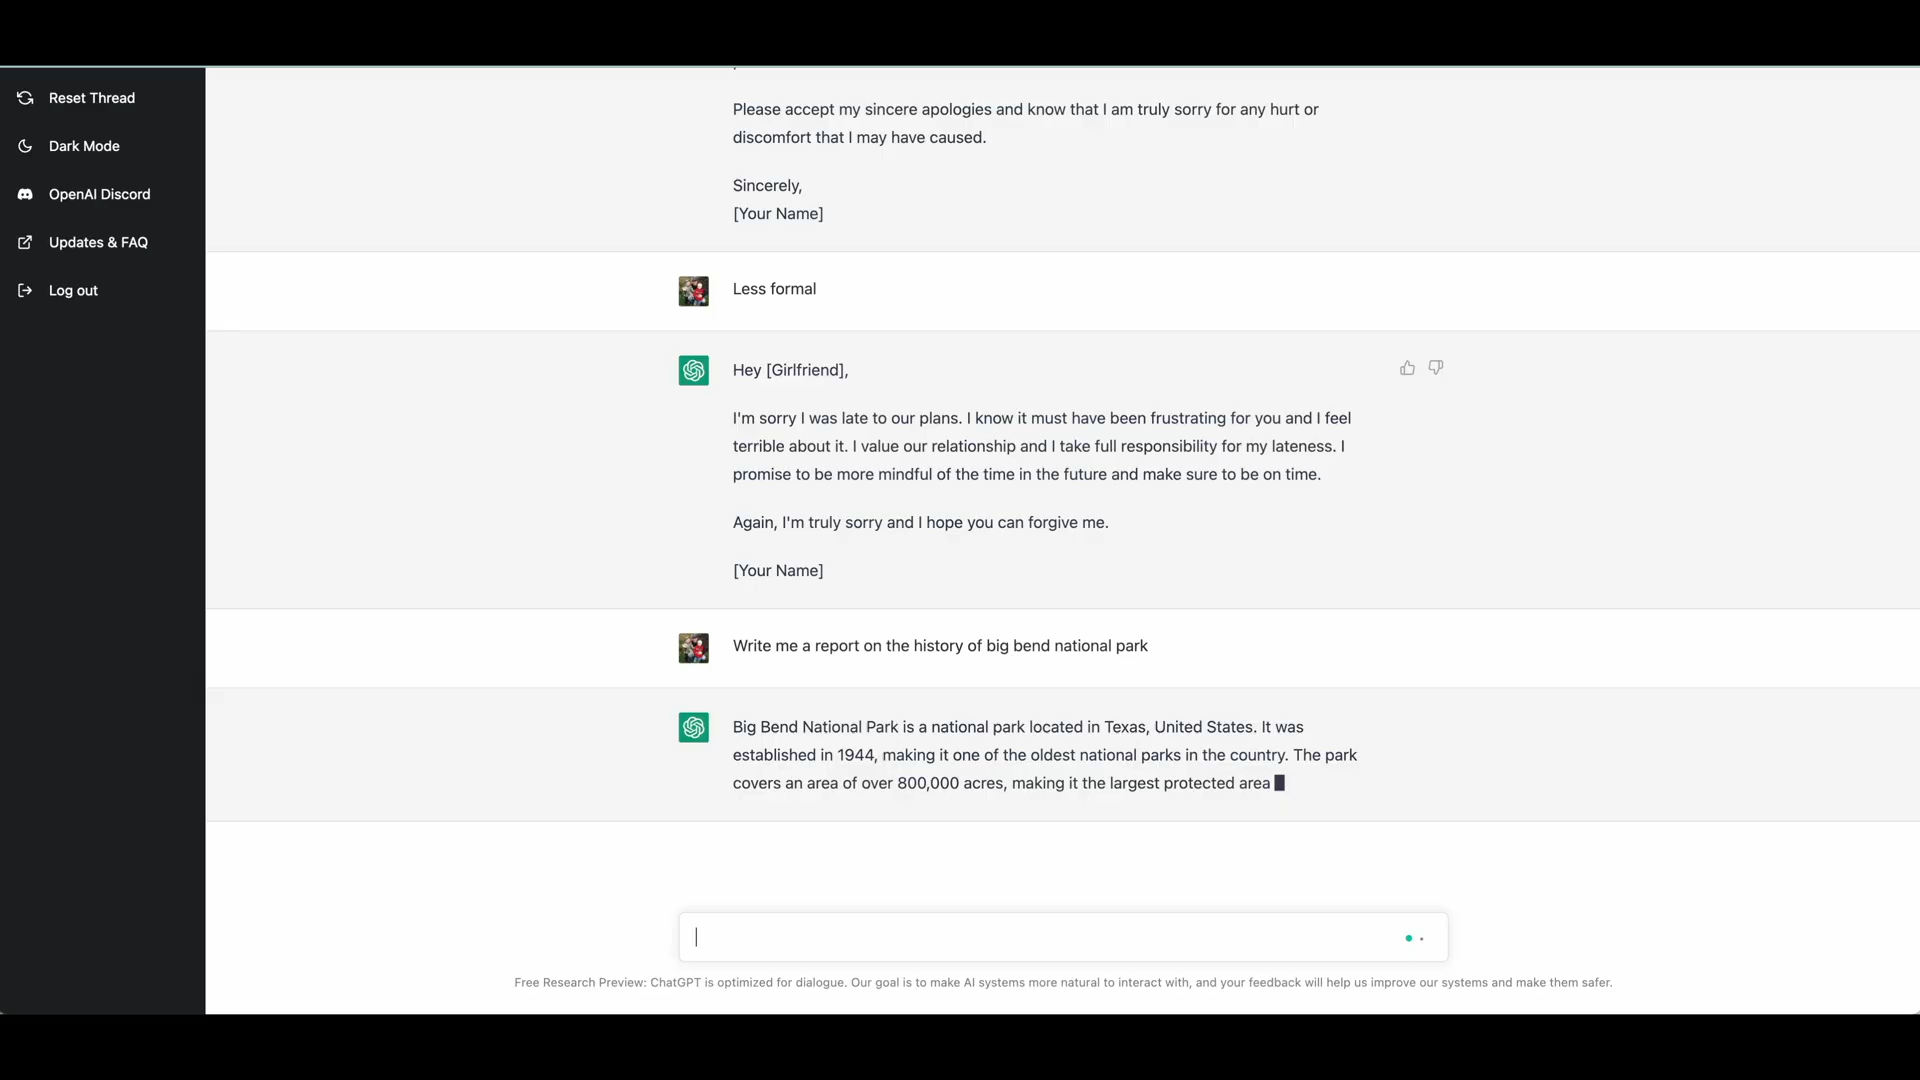 Reset Thread
Dark Mode
OpenAI Discord
Updates & FAQ
Log out
Please accept my sincere apologies and know that I am truly sorry for any hurt or
discomfort that I may have caused.
Sincerely,
[Your Name]
Less formal
Hey [Girlfriend],
I'm sorry I was late to our plans. I know it must have been frustrating for you and I feel
terrible about it. I value our relationship and I take full responsibility for my lateness. I
promise to be more mindful of the time in the future and make sure to be on time.
Again, I'm truly sorry and I hope you can forgive me.
[Your Name]
Write me a report on the history of big bend national park
Big Bend National Park is a national park located in Texas, United States. It was
established in 1944, making it one of the oldest national parks in the country. The park
covers an area of over 800,000 acres, making it the largest protected area
Free Research Preview: ChatGPT is optimized for dialogue. Our goal is to make AI systems more natural to interact with, and your feedback will help us improve our systems and make them safer.